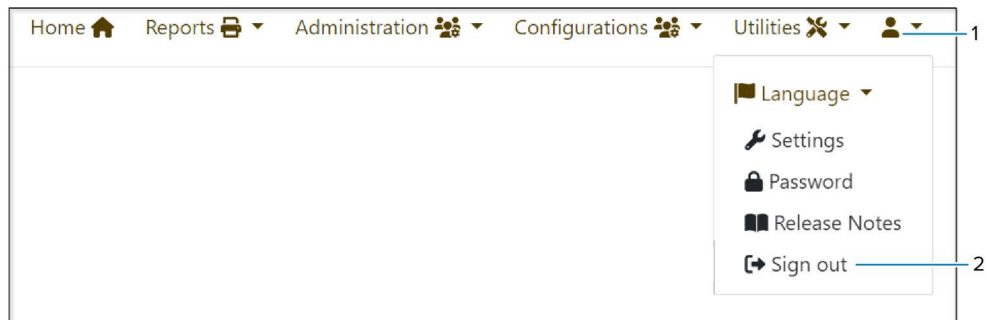 Home Reports Administration Configurations Utilities 1
Language
Settings
Password
Release Notes
Sign out 2